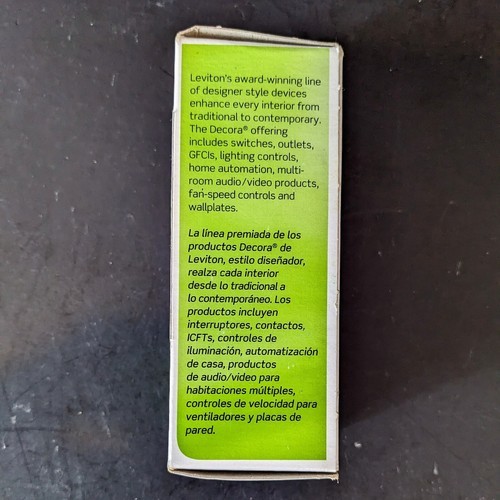 Leviton's award-winning line
of designer style devices
enhance every interior from
traditional to contemporary.
The Decora® offering
includes switches, outlets,
GFCIs, lighting controls,
home automation, multi-
room audio/video products,
fan-speed controls and
wallplates.
La línea premiada de los
productos Decora® de
Leviton, estilo diseñador,
realza cada interior
desde lo tradicional a
lo contemporáneo. Los
productos incluyen
interruptores, contactos,
ICFTs, controles de
iluminación, automatización
de casa, productos
de audio/video para
habitaciones múltiples,
controles de velocidad para
ventiladores y placas de
pared.